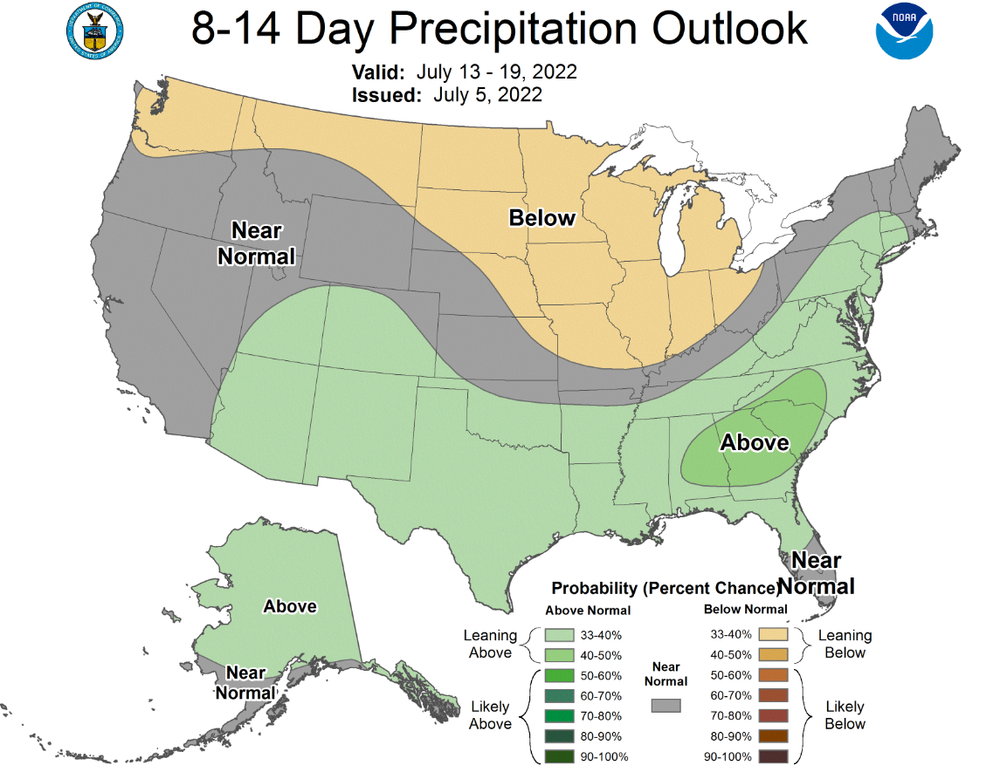 8-14 Day Precipitation Outlook
NOAA
Valid: July 13 - 19, 2022
Issued: July 5, 2022
Below
Near
Normal
Above
Near
Normal
Above
Near
Normal
Probability (Percent Chance)
Above Normal
Below Normal
Leaning
Above
33-40%
40-50%
Likely
Above
50-60%
60-70%
70-80%
80-90%
90-100%
Near
Normal
33-40%
40-50%
Leaning
Below
50-60%
60-70%
70-80%
80-90%
90-100%
Likely
Below